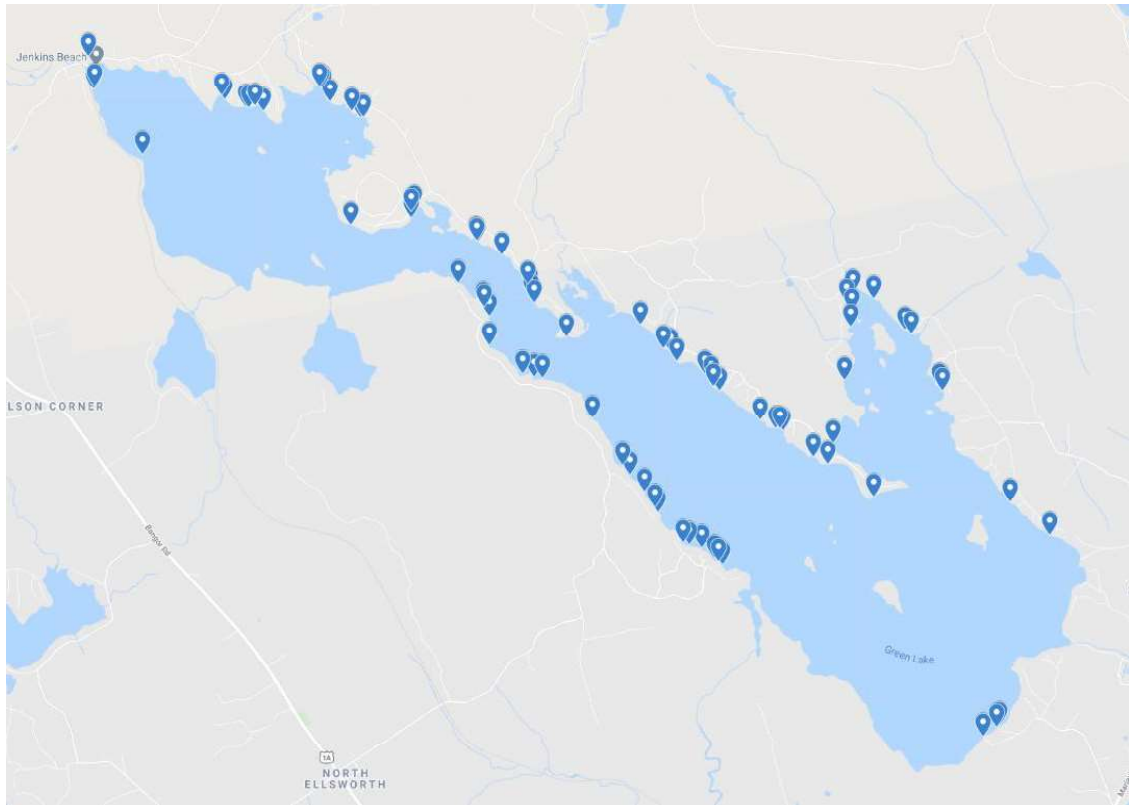 Jenkins Beach
LSON CORNER
Bangor Rd
Green Lake
1A
NORTH
ELLSWORTH